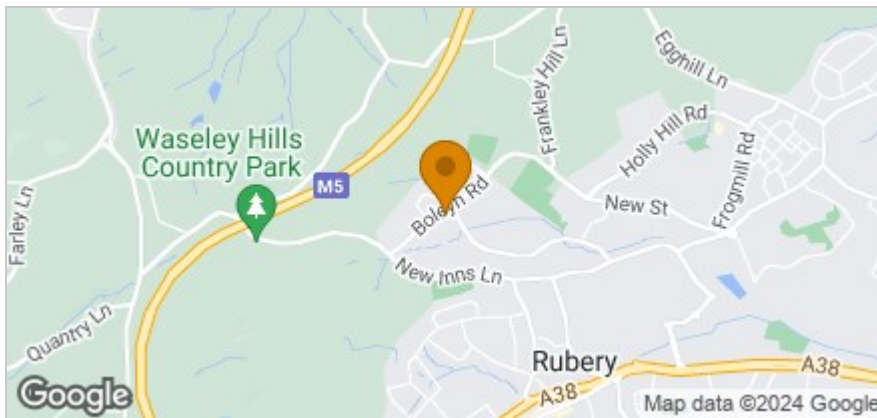 Egghill Ln
Frankley Hill Ln
Holly Hill Rd
Frogmill Rd
Waseley Hills
Country Park
M5
Farley Ln
Boleyn Rd
New St
New Inns Ln
Quantry Ln
Rubery
A38
A38
Google
Map data ©2024 Google